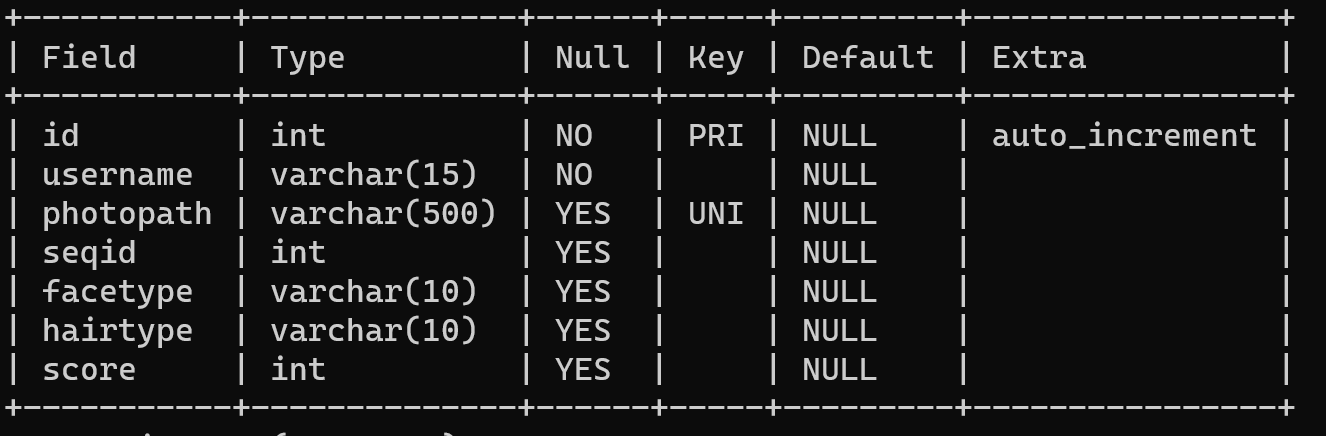 +-----------+--------------+------+-----+---------+----------------+
| Field     | Type         | Null | Key | Default | Extra          |
+-----------+--------------+------+-----+---------+----------------+
| id        | int          | NO   | PRI | NULL    | auto_increment |
| username  | varchar(15)  | NO   |     | NULL    |                |
| photopath | varchar(500) | YES  | UNI | NULL    |                |
| seqid     | int          | YES  |     | NULL    |                |
| facetype  | varchar(10)  | YES  |     | NULL    |                |
| hairtype  | varchar(10)  | YES  |     | NULL    |                |
| score     | int          | YES  |     | NULL    |                |
+-----------+--------------+------+-----+---------+----------------+